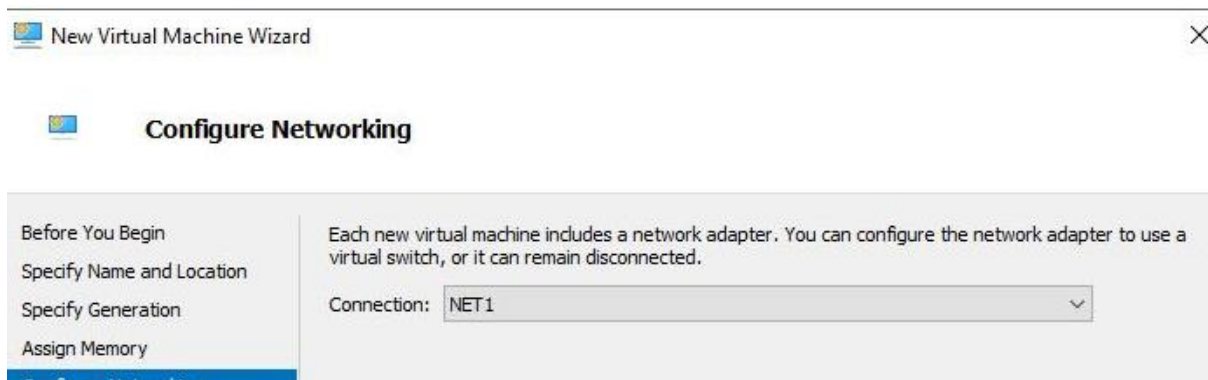 New Virtual Machine Wizard
Configure Networking
Before You Begin
Specify Name and Location
Specify Generation
Assign Memory
Each new virtual machine includes a network adapter. You can configure the network adapter to use a
virtual switch, or it can remain disconnected.
Connection: NET1